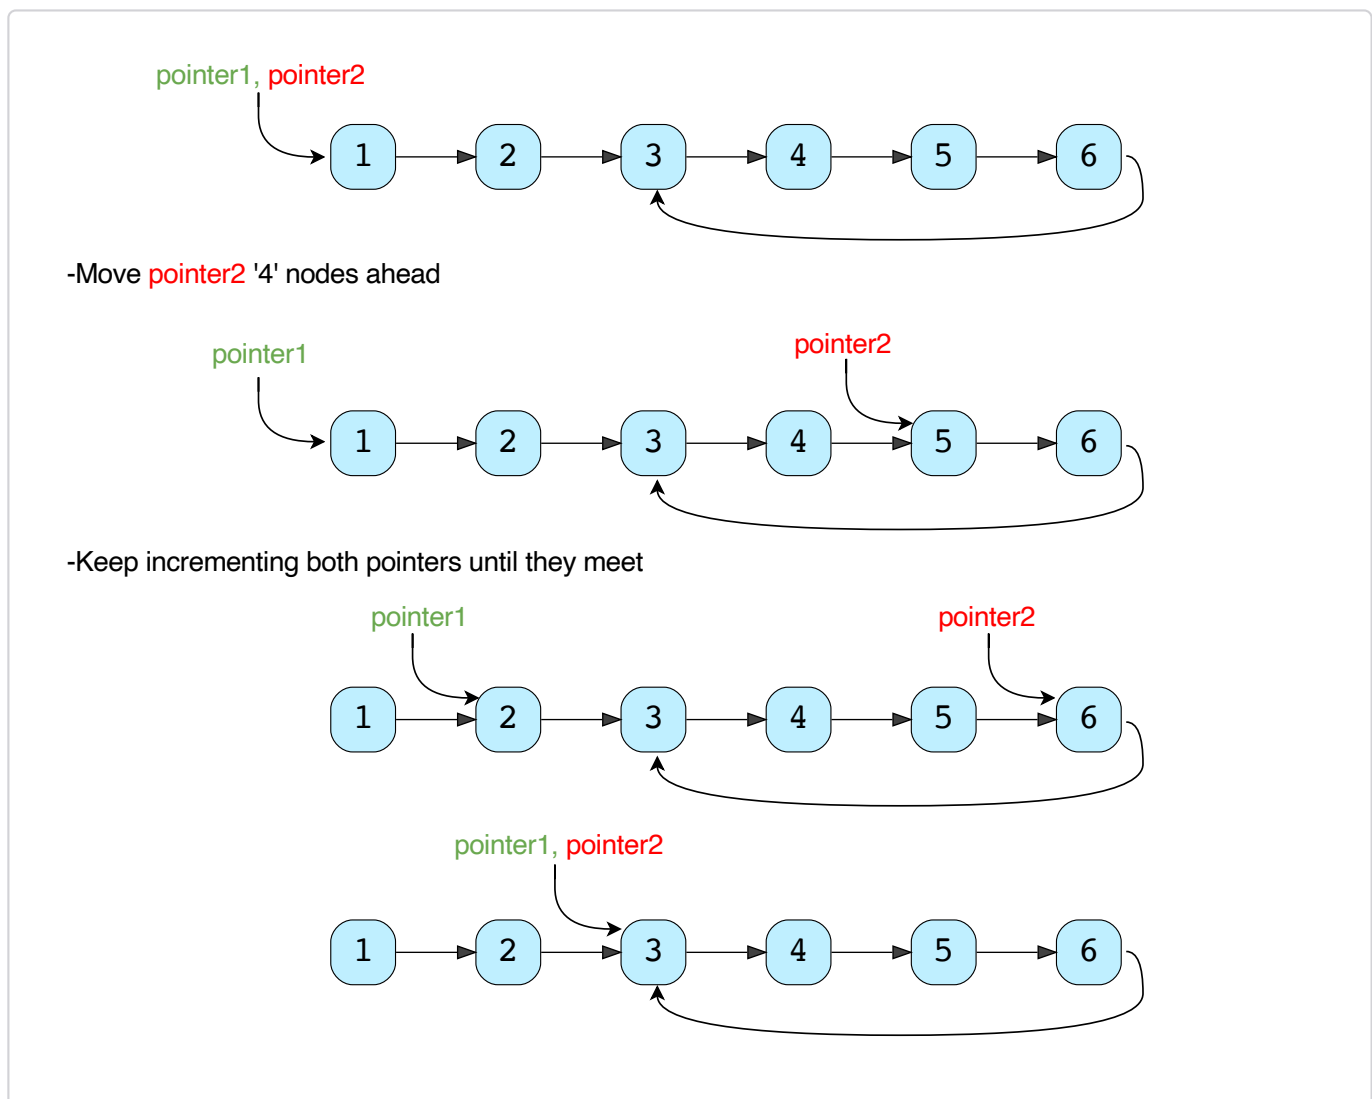 pointer1, pointer2
1 2 3 4 5 6
-Move pointer2 '4' nodes ahead
pointer1 pointer2
1 2 3 4 5 6
-Keep incrementing both pointers until they meet
pointer1 pointer2
1 2 3 4 5 6
pointer1, pointer2
1 2 3 4 5 6